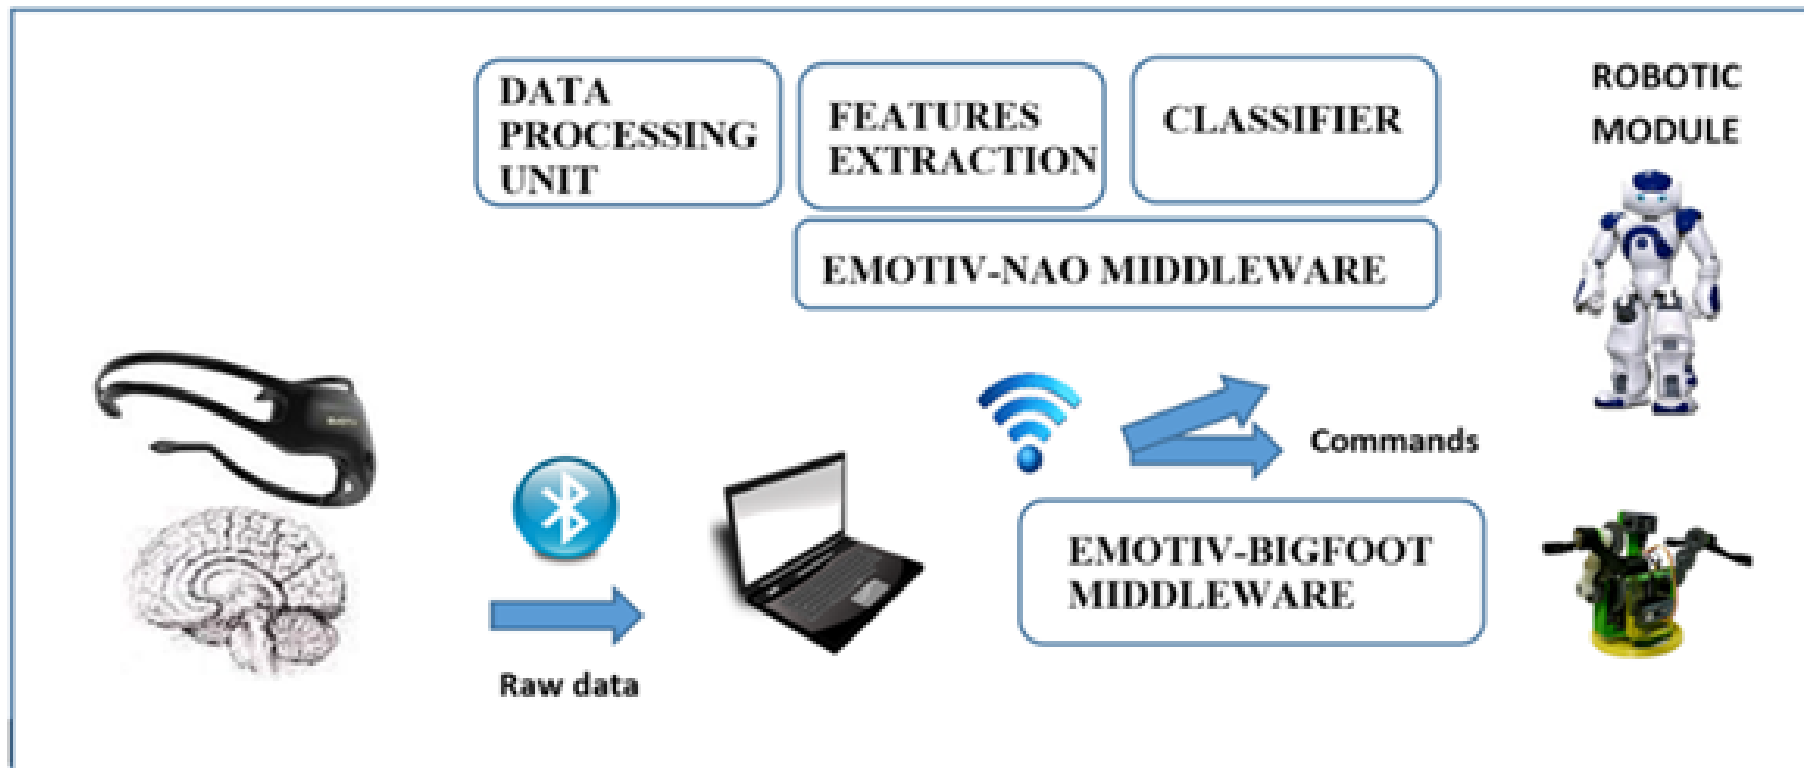 DATA
PROCESSING
UNIT
FEATURES
EXTRACTION
CLASSIFIER
ROBOTIC
MODULE
EMOTIV-NAO MIDDLEWARE
Commands
EMOTIV-BIGFOOT
MIDDLEWARE
Raw data